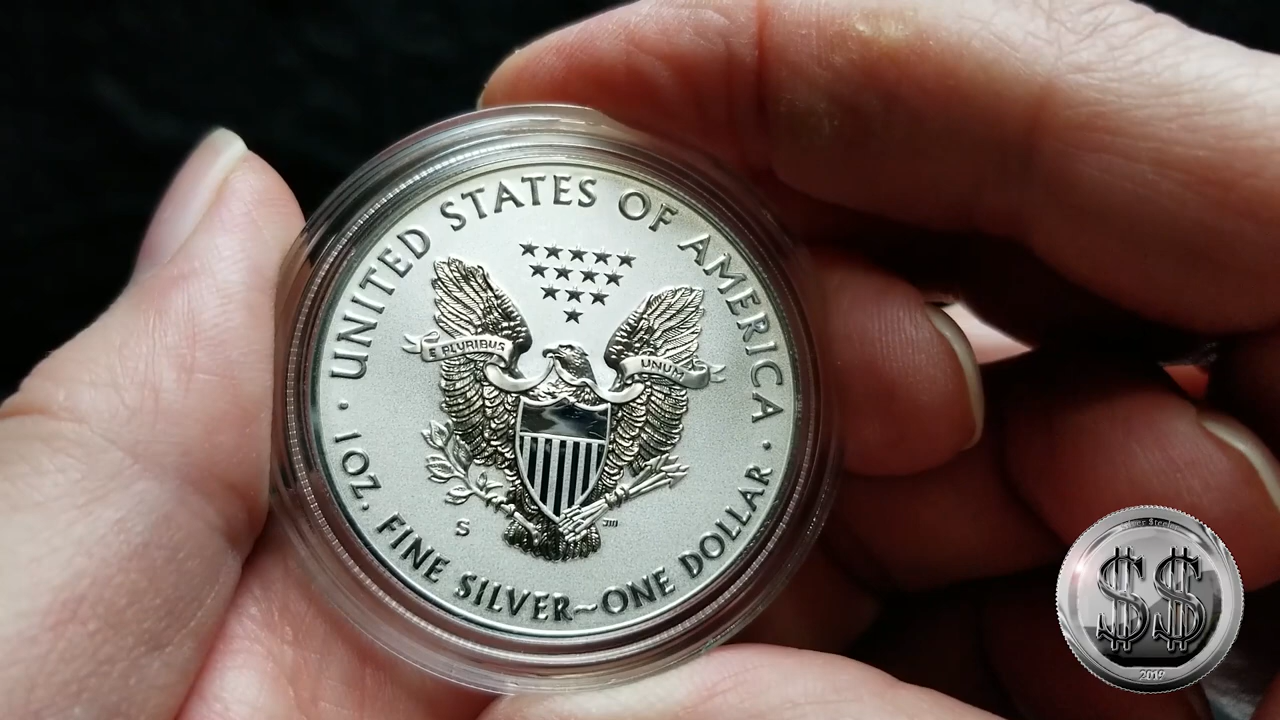 UNITED STATES OF AMERICA
E PLURIBUS
UNUM
S
· 1 OZ. FINE SILVER~ONE DOLLAR ·
$$
2019